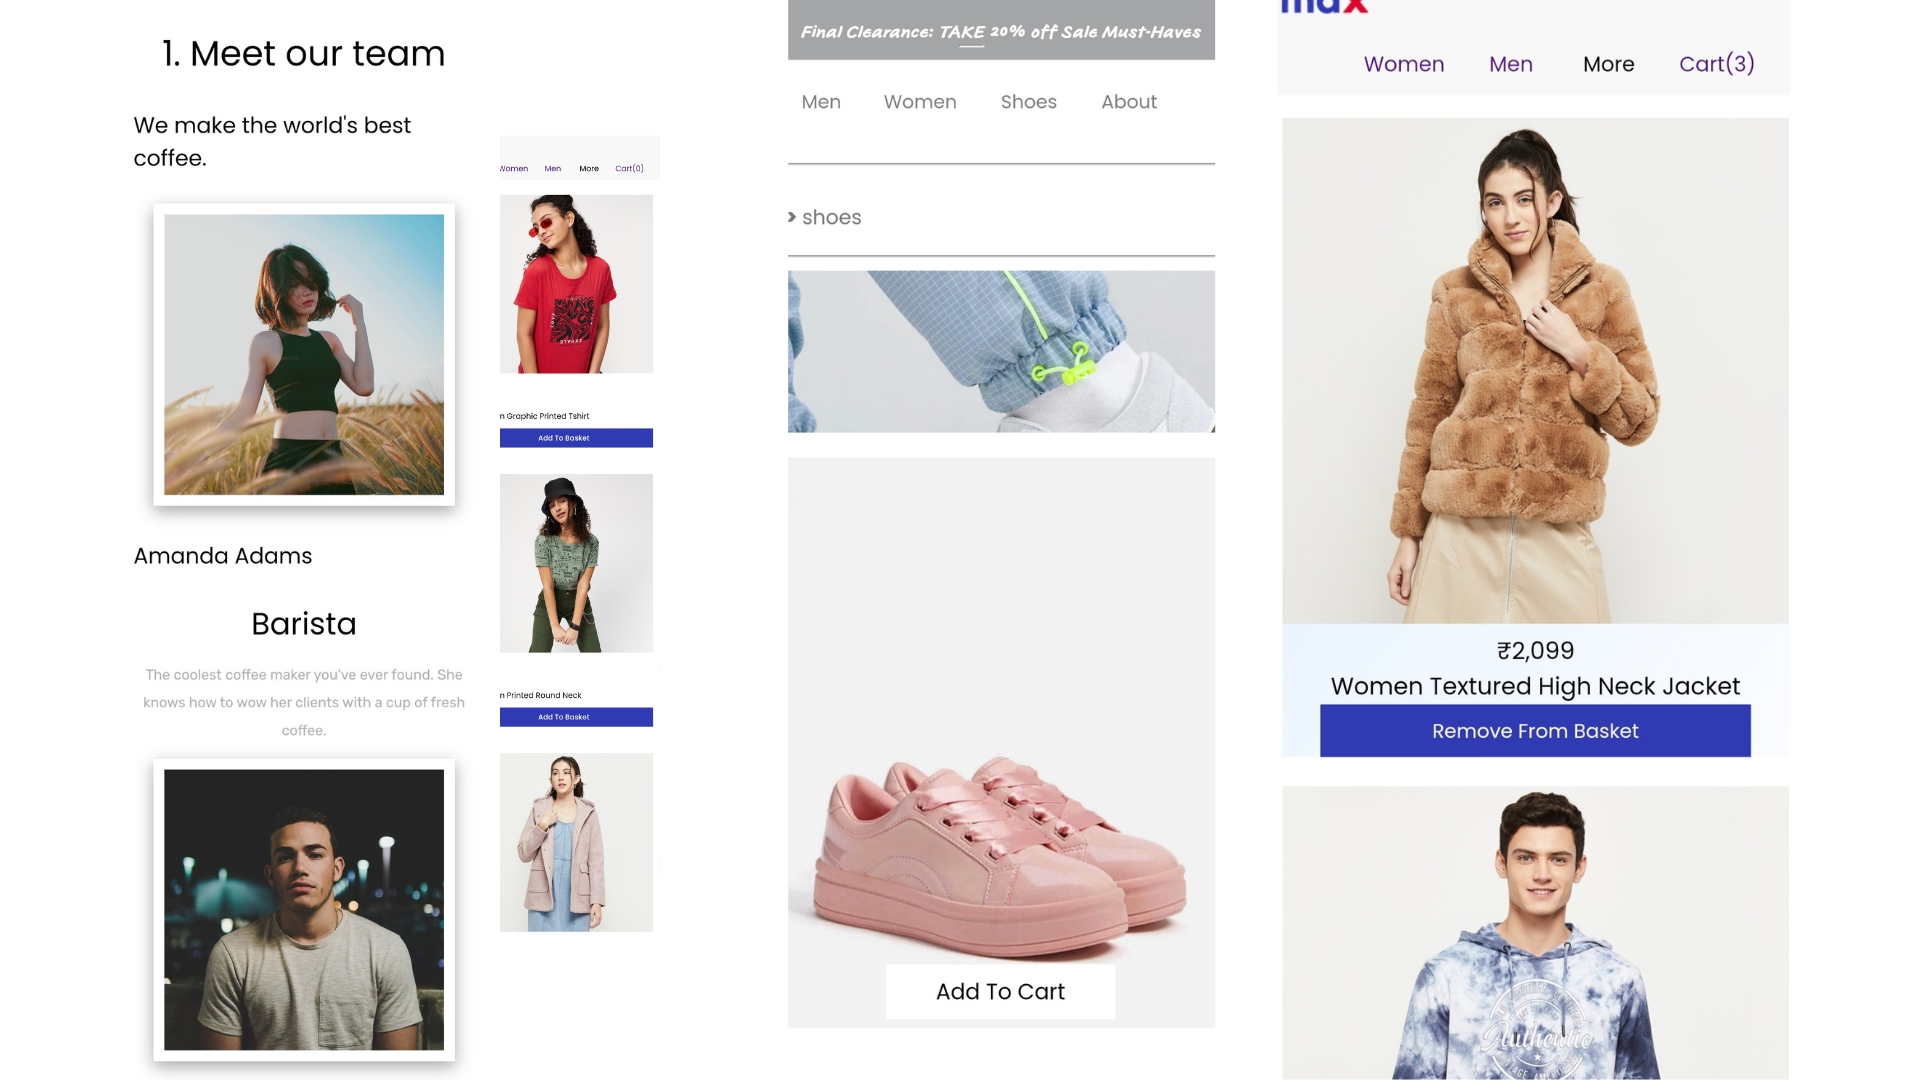 1. Meet our team
We make the world's best
coffee.
Amanda Adams
Barista
The coolest coffee maker you've ever found. She
knows how to wow her clients with a cup of fresh
coffee.
Women Men More Cart(0)
n Graphic Printed Tshirt
Add To Basket
n Printed Round Neck
Add To Basket
Final Clearance: TAKE 20% off Sale Must-Haves
Men Women Shoes About
› shoes
Add To Cart
max
Women Men More Cart(3)
₹2,099
Women Textured High Neck Jacket
Remove From Basket
Authentic